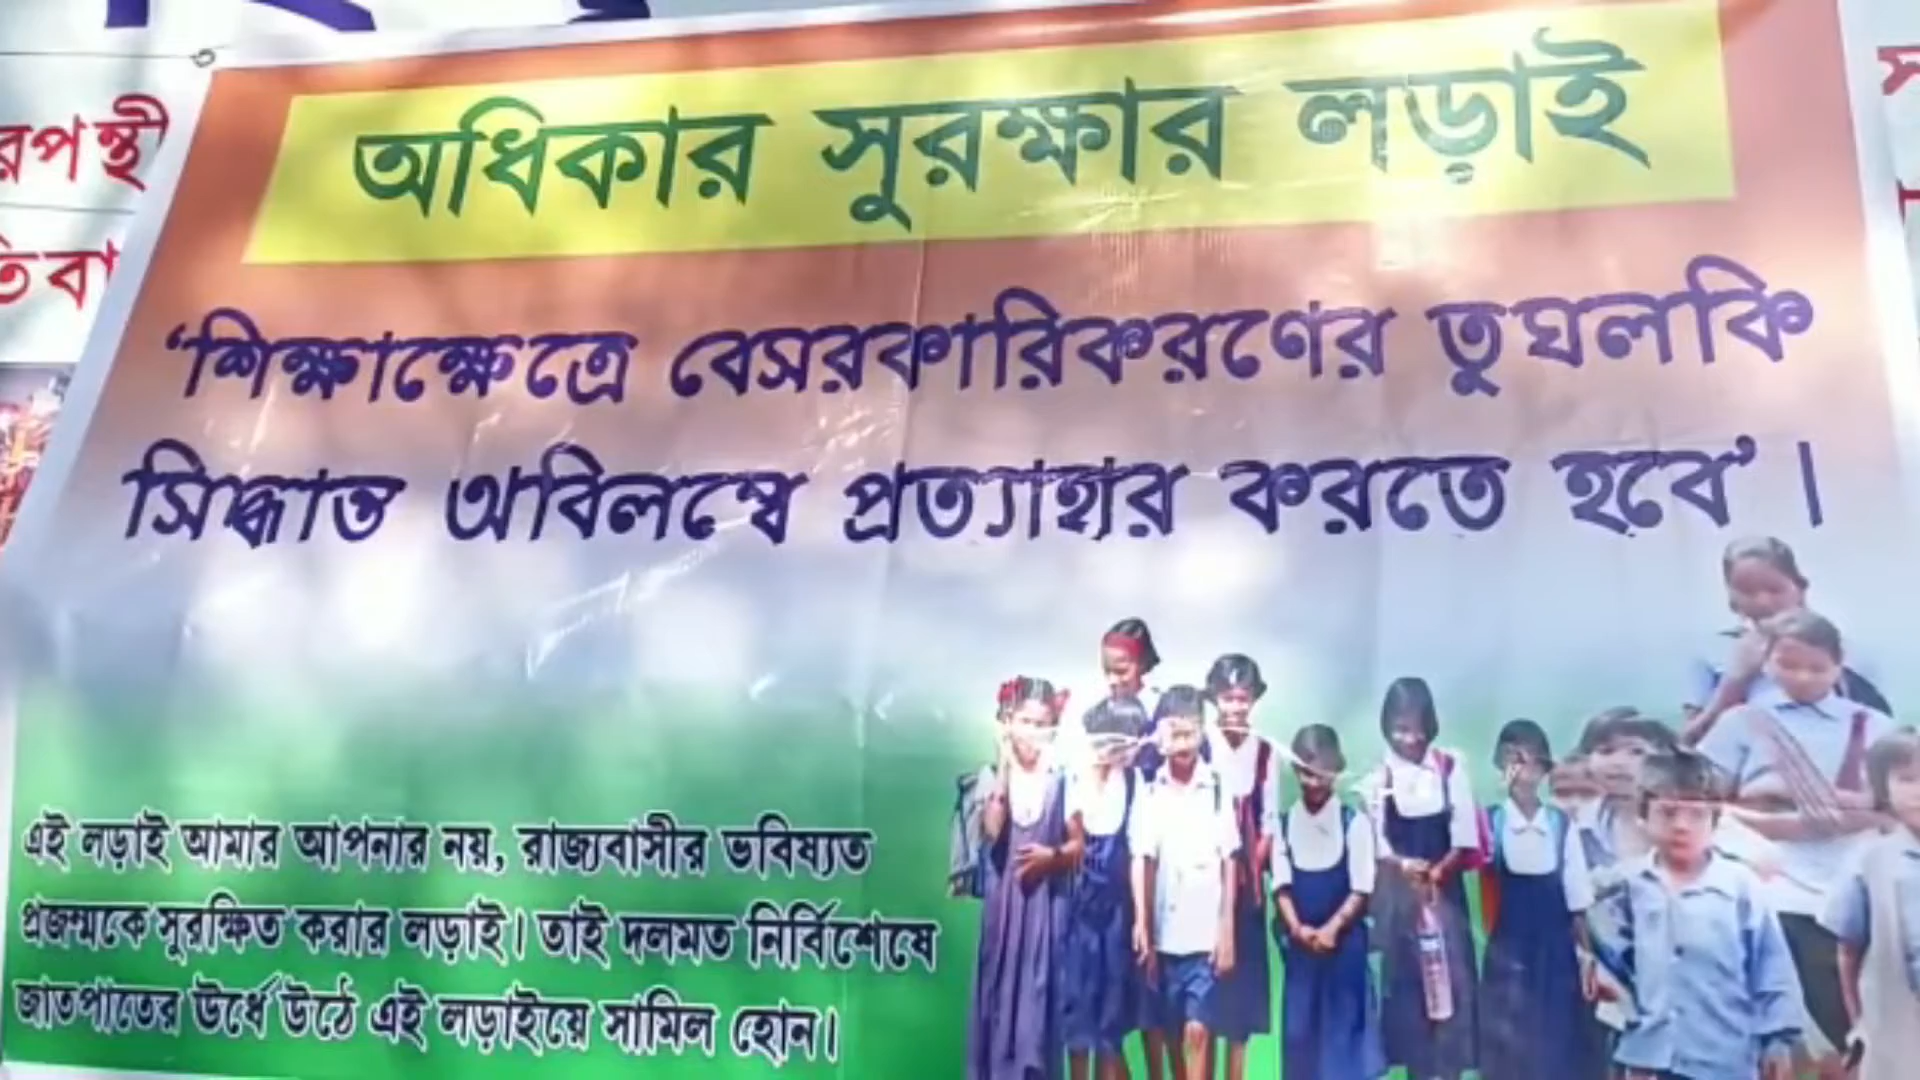 অধিকার সুরক্ষার লড়াই
‘শিক্ষাক্ষেত্রে বেসরকারিকরণের তুঘলকি
সিদ্ধান্ত অবিলম্বে প্রত্যাহার করতে হবে’।
এই লড়াই আমার আপনার নয়, রাজ্যবাসীর ভবিষ্যত
প্রজন্মকে সুরক্ষিত করার লড়াই। তাই দলমত নির্বিশেষে
জাতপাতের উর্ধে উঠে এই লড়াইয়ে সামিল হোন।